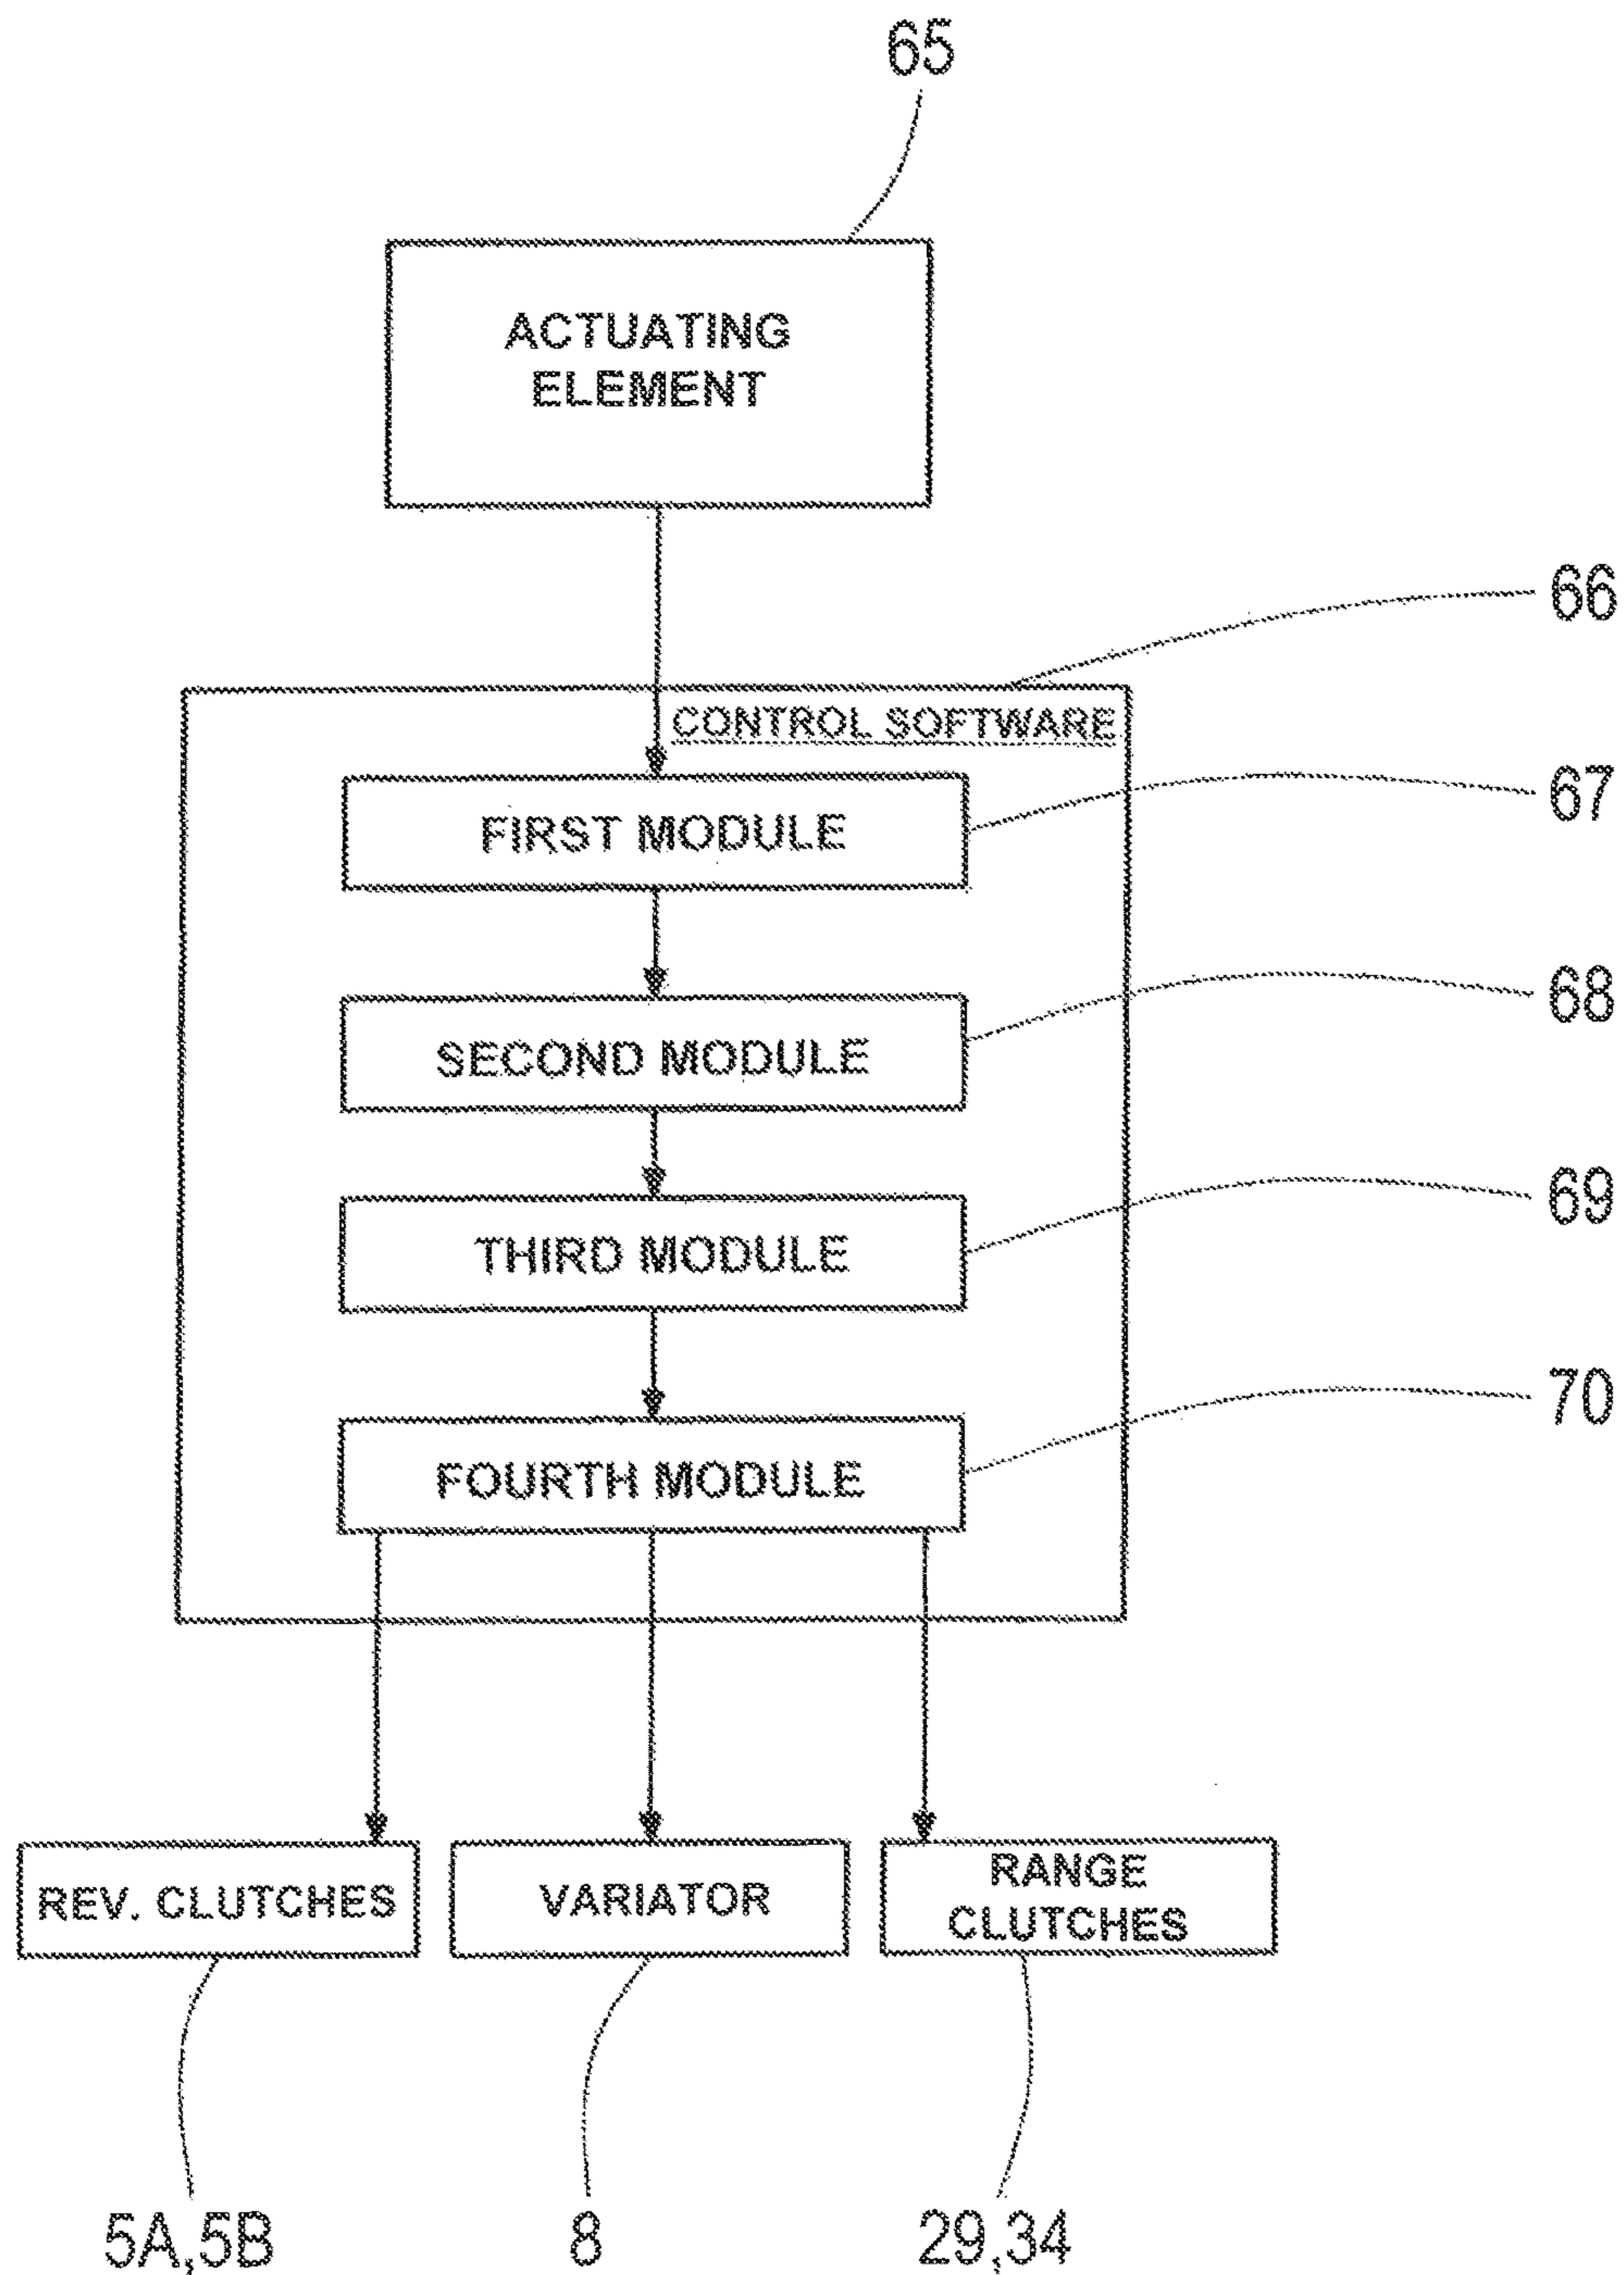 65
ACTUATING
ELEMENT
66
CONTROL SOFTWARE
67
FIRST MODULE
68
SECOND MODULE
69
THIRD MODULE
70
FOURTH MODULE
REV. CLUTCHES
VARIATOR
RANGE
CLUTCHES
5A,5B
8
29,34